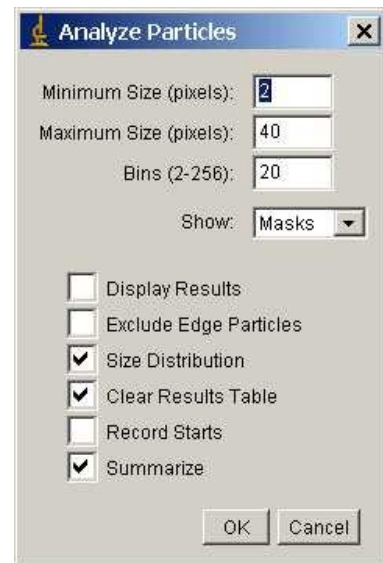 Analyze Particles
Minimum Size (pixels): 2
Maximum Size (pixels): 40
Bins (2-256): 20
Show: Masks
Display Results
Exclude Edge Particles
Size Distribution
Clear Results Table
Record Starts
Summarize
OK Cancel